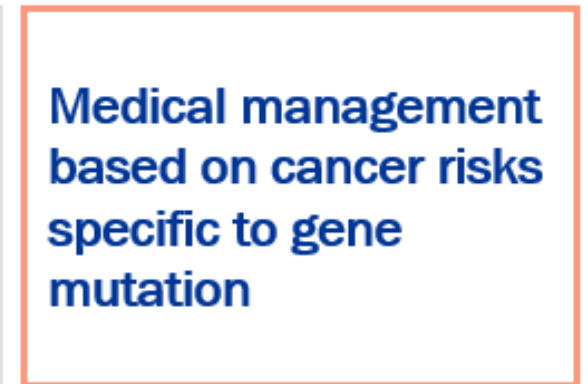 Medical management
based on cancer risks
specific to gene
mutation